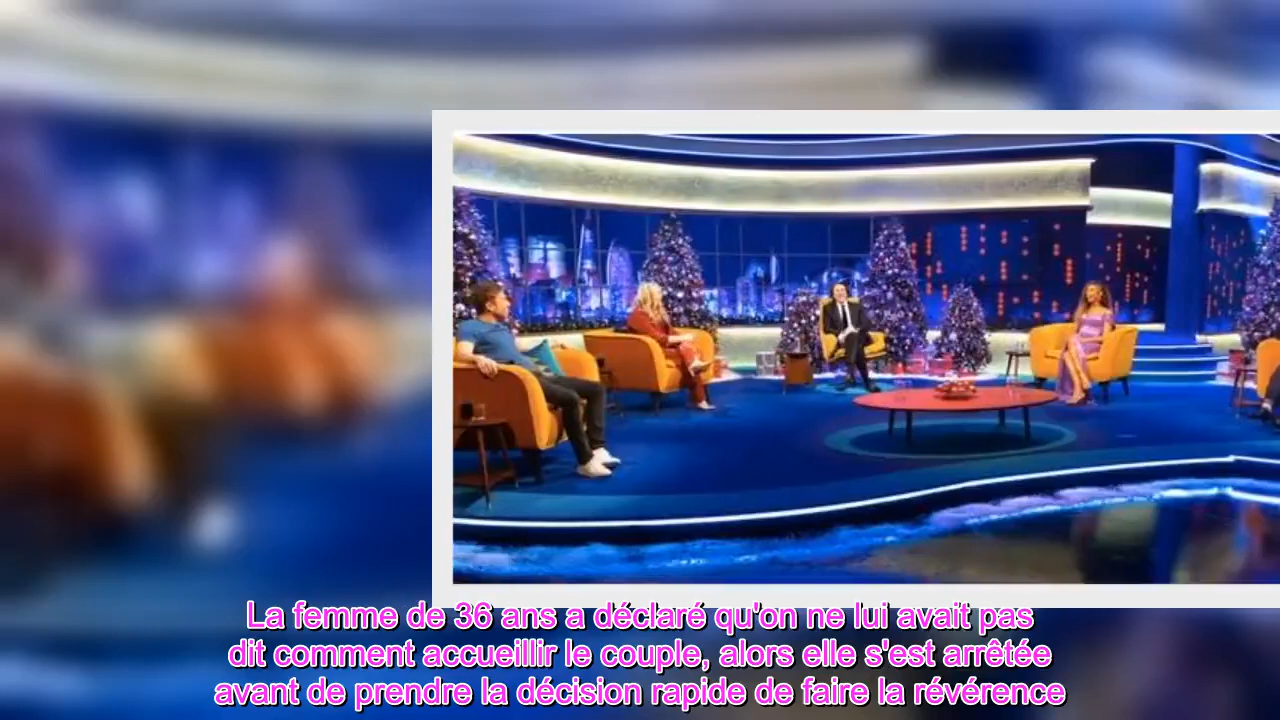 La femme de 36 ans a déclaré qu'on ne lui avait pas
dit comment accueillir le couple, alors elle s'est arrêtée
avant de prendre la décision rapide de faire la révérence